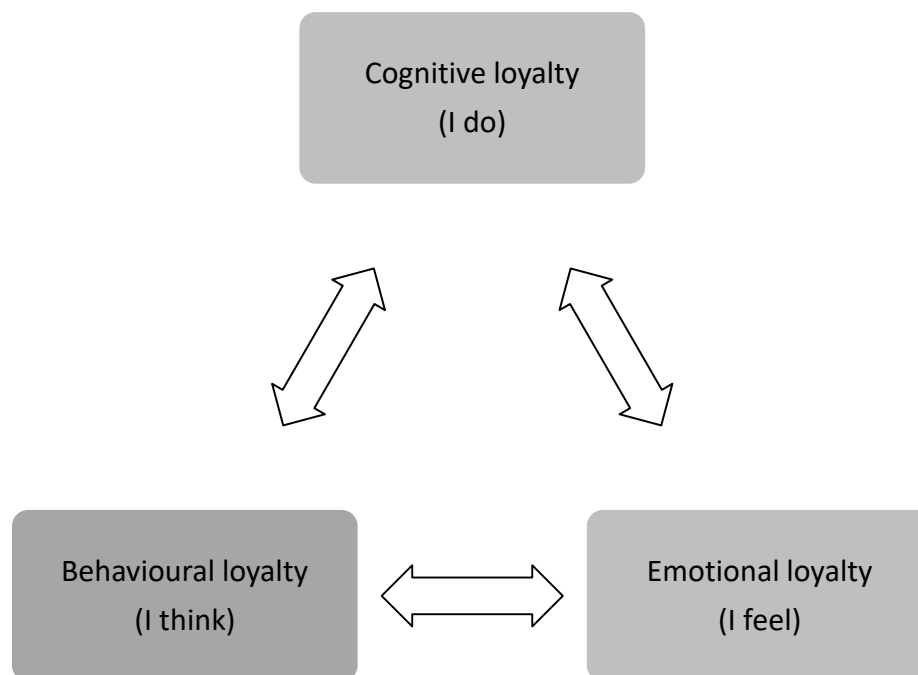 Cognitive loyalty
(I do)
Behavioural loyalty
(I think)
Emotional loyalty
(I feel)